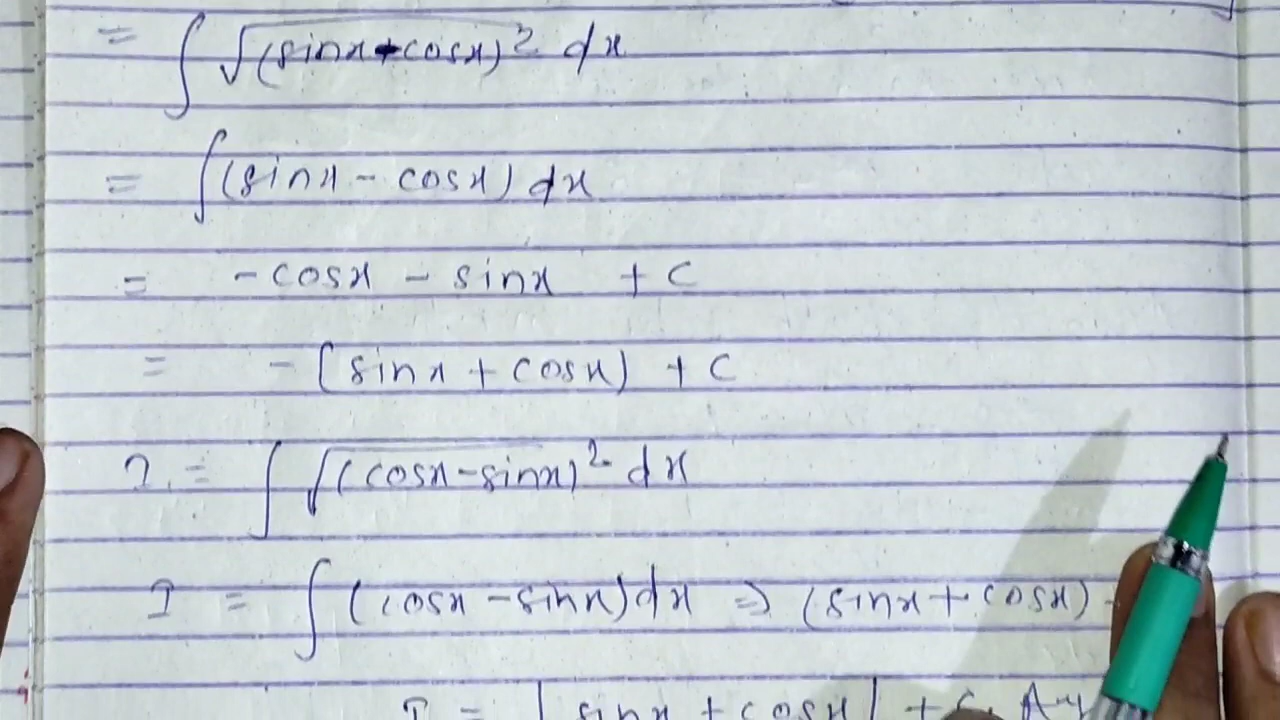 = ∫ √(sinx-cosx)² dx
= ∫(sinx - cosx) dx
= -cosx - sinx + c
= - [sinx + cosx) + c
I = ∫ √(cosx-sinx)² dx
I = ∫ (cosx - sinx)dx ⇒ (sinx + cosx)
I = |sinx + cosx| + c